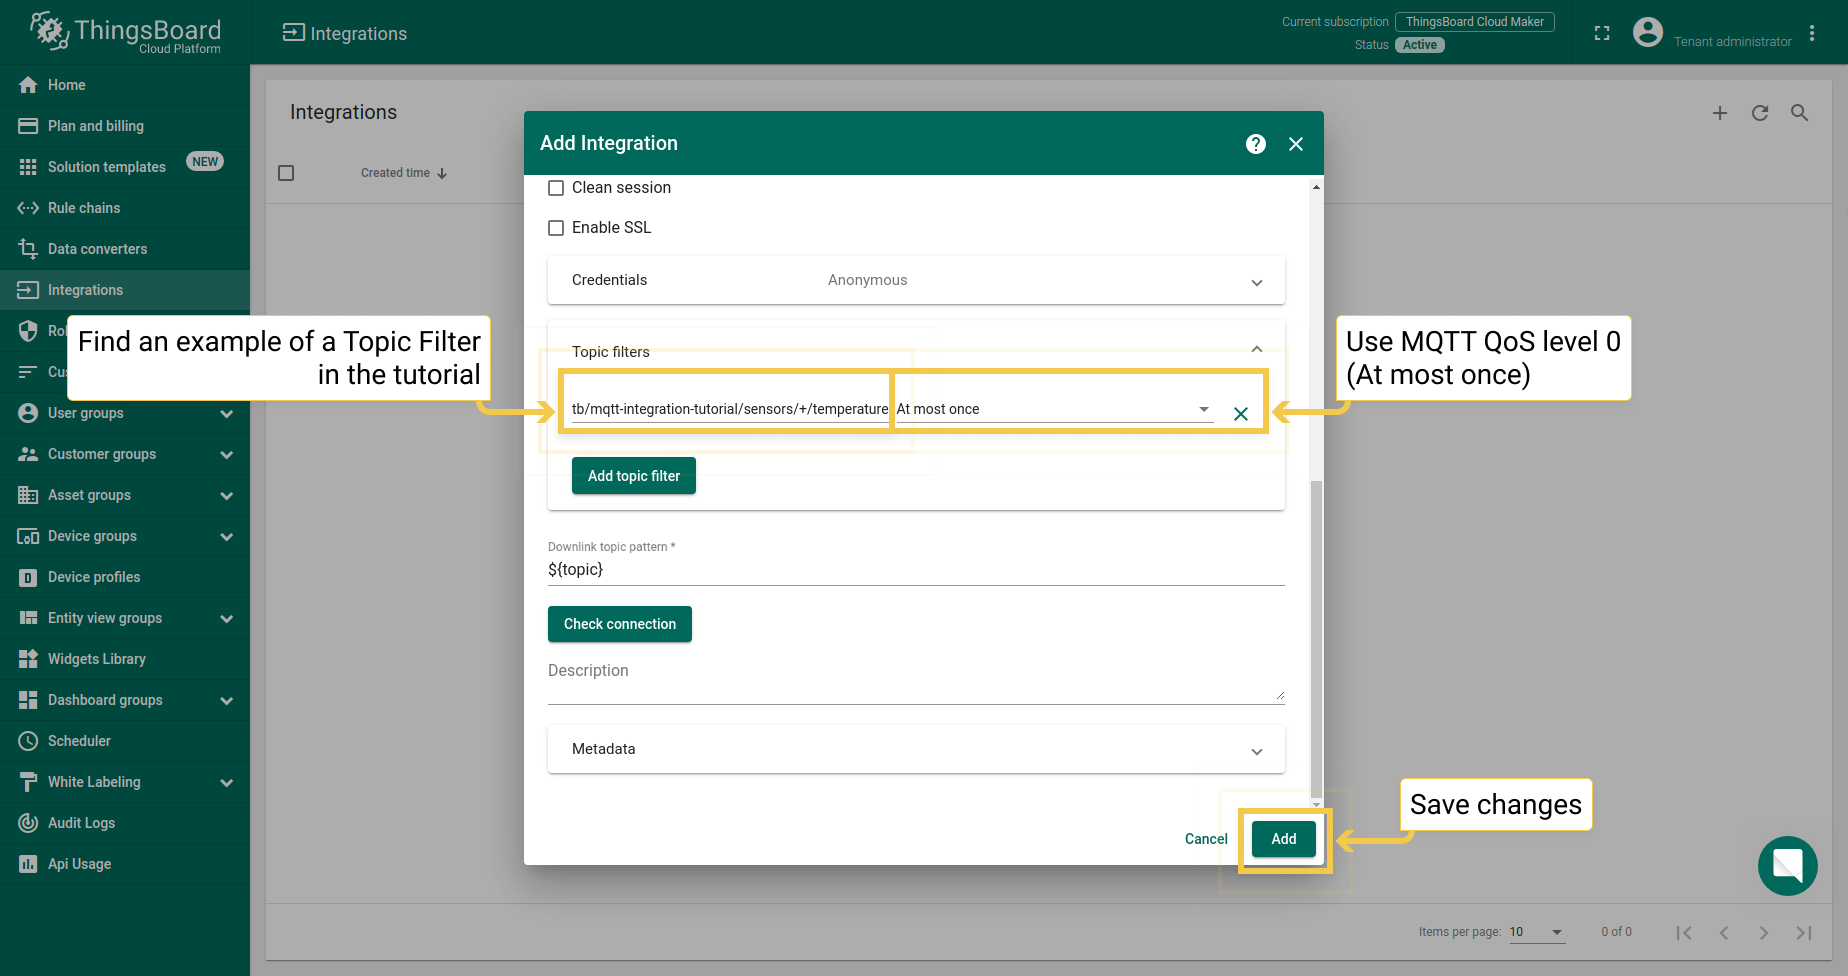 ThingsBoard
Cloud Platform
Integrations
Current subscription
ThingsBoard Cloud Maker
Status
Active
Tenant administrator
Home
Plan and billing
Solution templates
NEW
Rule chains
Data converters
Integrations
User groups
Customer groups
Asset groups
Device groups
Device profiles
Entity view groups
Widgets Library
Dashboard groups
Scheduler
White Labeling
Audit Logs
Api Usage
Integrations
Created time
Add Integration
Clean session
Enable SSL
Credentials
Anonymous
Find an example of a Topic Filter
in the tutorial
Topic filters
tb/mqtt-integration-tutorial/sensors/+/temperature
At most once
Use MQTT QoS level 0
(At most once)
Add topic filter
Downlink topic pattern *
${topic}
Check connection
Description
Metadata
Cancel
Add
Save changes
Items per page:
10
0 of 0